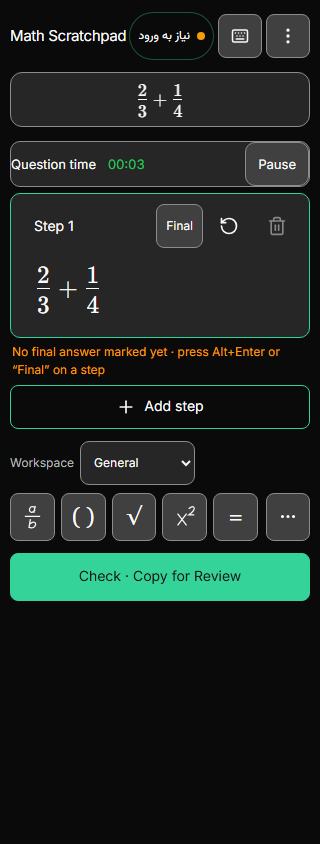 Math Scratchpad نیاز به ورود
2/3 + 1/4
Question time 00:03 Pause
Step 1 Final
2/3 + 1/4
No final answer marked yet · press Alt+Enter or
“Final” on a step
+ Add step
Workspace General
a/b ( ) √ x² = ···
Check · Copy for Review